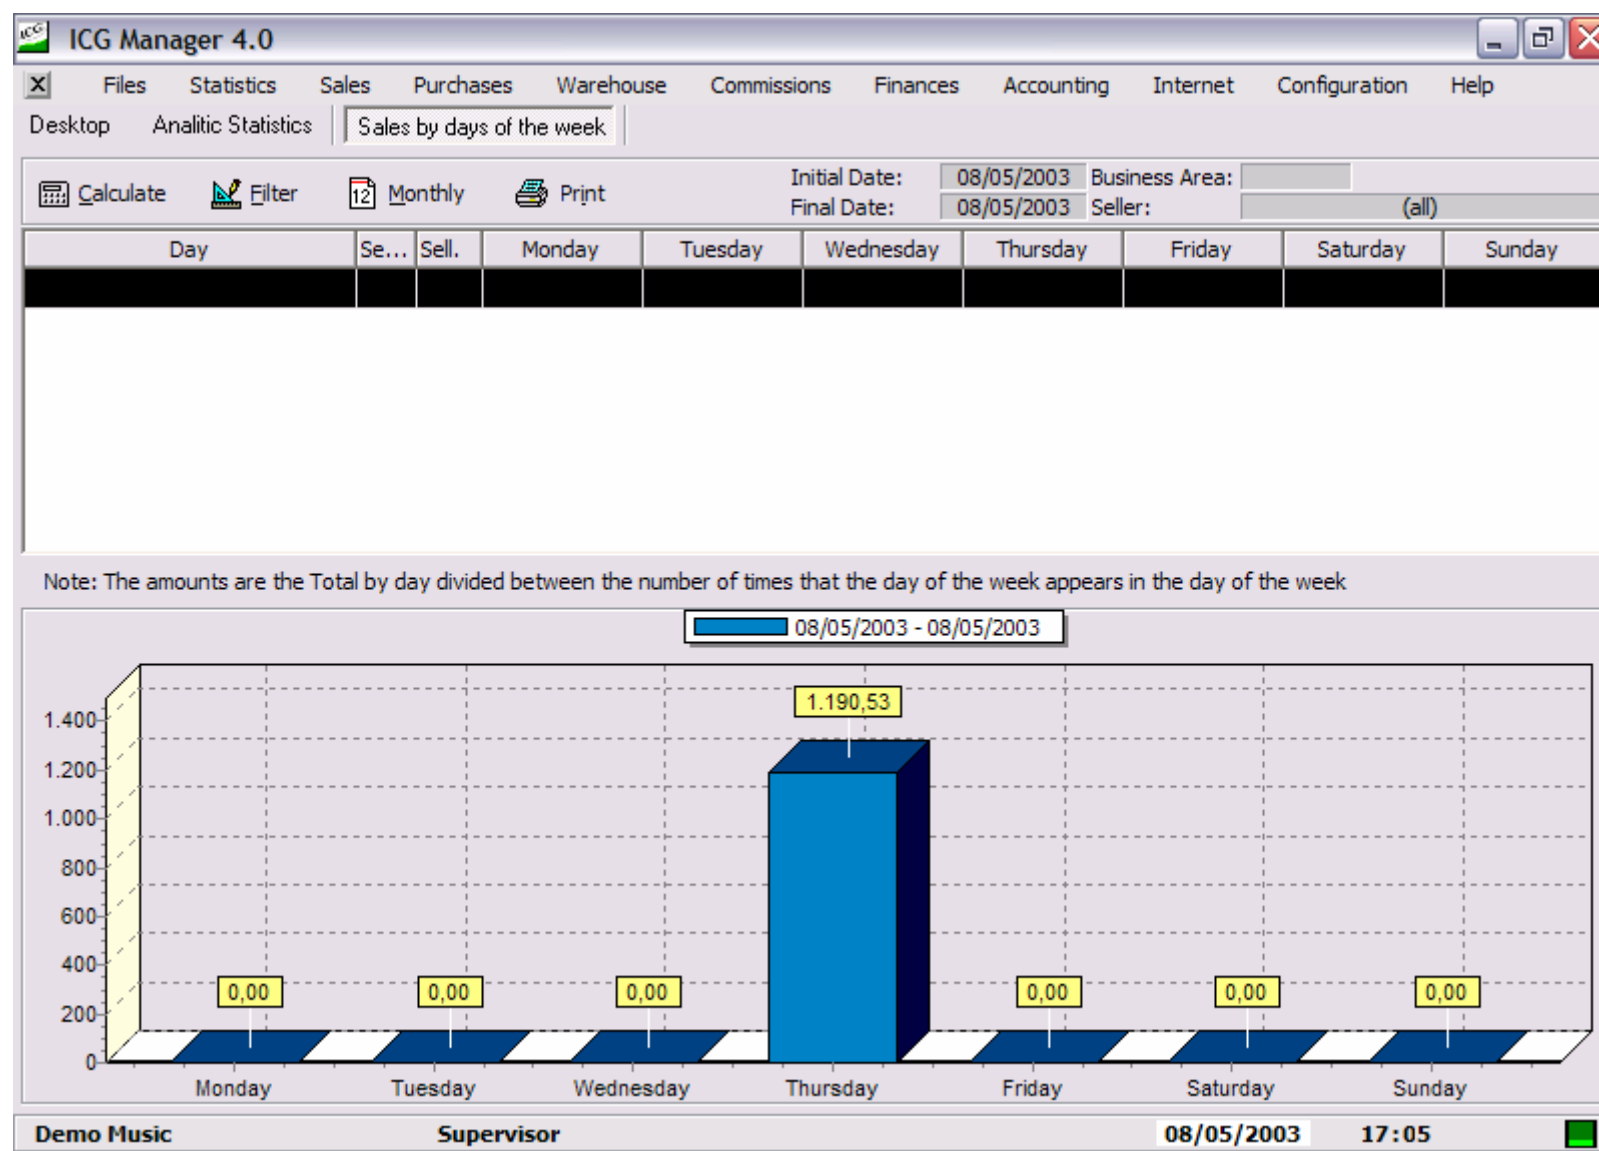 ICG ICG Manager 4.0
X Files Statistics Sales Purchases Warehouse Commissions Finances Accounting Internet Configuration Help
Desktop Analitic Statistics Sales by days of the week
Calculate Filter 12 Monthly Print
Initial Date: 08/05/2003 Business Area:
Final Date: 08/05/2003 Seller: (all)
Day Se... Sell. Monday Tuesday Wednesday Thursday Friday Saturday Sunday
Note: The amounts are the Total by day divided between the number of times that the day of the week appears in the day of the week
08/05/2003 - 08/05/2003
1.190,53
1.400
1.200
1.000
800
600
400
0,00 0,00 0,00 0,00 0,00 0,00
200
0
Monday Tuesday Wednesday Thursday Friday Saturday Sunday
Demo Music Supervisor 08/05/2003 17:05